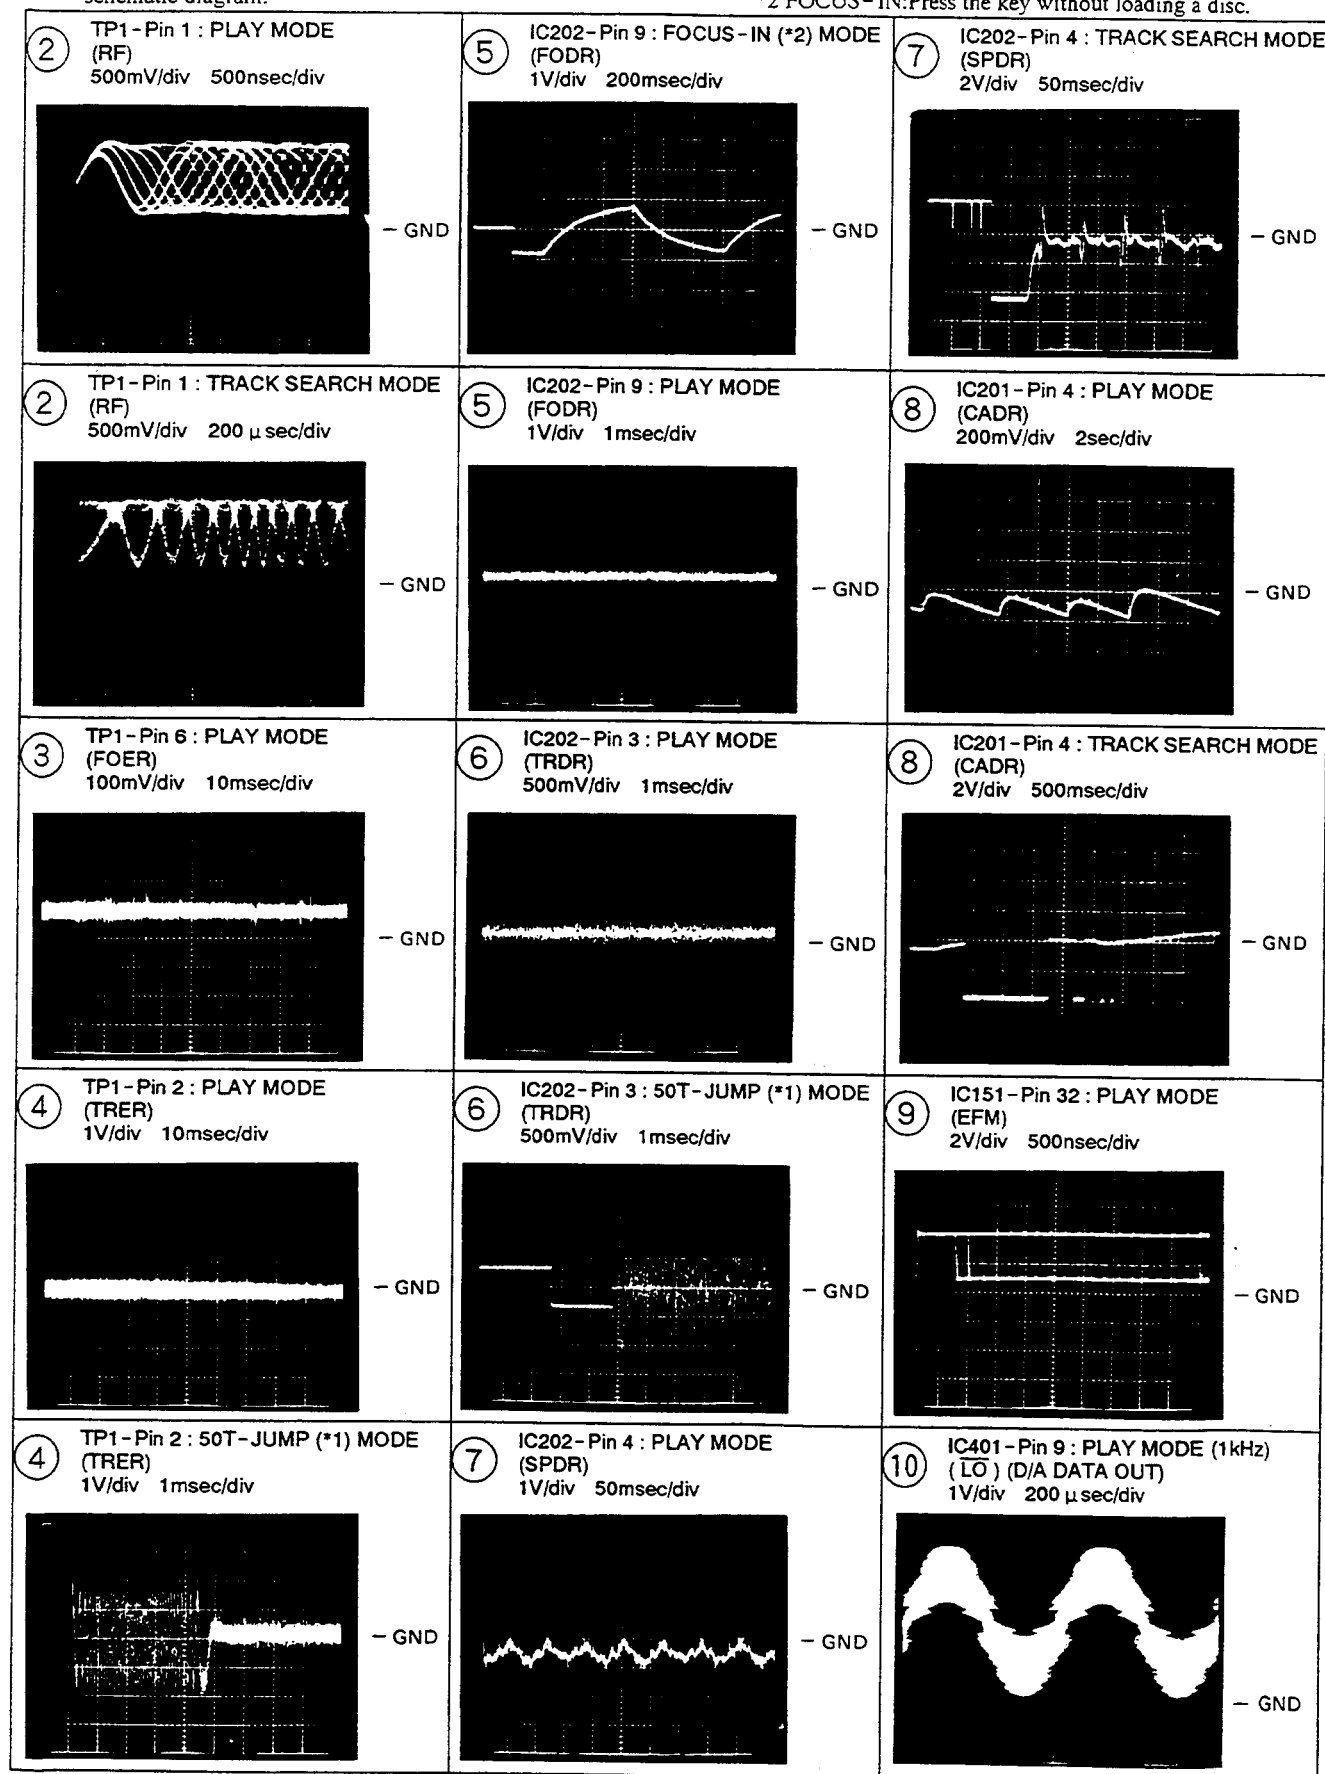 schematic diagram.
*2 FOCUS-IN:Press the key without loading a disc.
2
TP1-Pin 1 : PLAY MODE
(RF)
500mV/div 500nsec/div
- GND
5
IC202-Pin 9 : FOCUS-IN (*2) MODE
(FODR)
1V/div 200msec/div
- GND
7
IC202-Pin 4 : TRACK SEARCH MODE
(SPDR)
2V/div 50msec/div
- GND
2
TP1-Pin 1 : TRACK SEARCH MODE
(RF)
500mV/div 200 μ sec/div
- GND
5
IC202-Pin 9 : PLAY MODE
(FODR)
1V/div 1msec/div
- GND
8
IC201-Pin 4 : PLAY MODE
(CADR)
200mV/div 2sec/div
- GND
3
TP1-Pin 6 : PLAY MODE
(FOER)
100mV/div 10msec/div
- GND
6
IC202-Pin 3 : PLAY MODE
(TRDR)
500mV/div 1msec/div
- GND
8
IC201-Pin 4 : TRACK SEARCH MODE
(CADR)
2V/div 500msec/div
- GND
4
TP1-Pin 2 : PLAY MODE
(TRER)
1V/div 10msec/div
- GND
6
IC202-Pin 3 : 50T-JUMP (*1) MODE
(TRDR)
500mV/div 1msec/div
- GND
9
IC151-Pin 32 : PLAY MODE
(EFM)
2V/div 500nsec/div
- GND
4
TP1-Pin 2 : 50T-JUMP (*1) MODE
(TRER)
1V/div 1msec/div
- GND
7
IC202-Pin 4 : PLAY MODE
(SPDR)
1V/div 50msec/div
- GND
10
IC401-Pin 9 : PLAY MODE (1kHz)
( L̅O̅ ) (D/A DATA OUT)
1V/div 200 μ sec/div
- GND